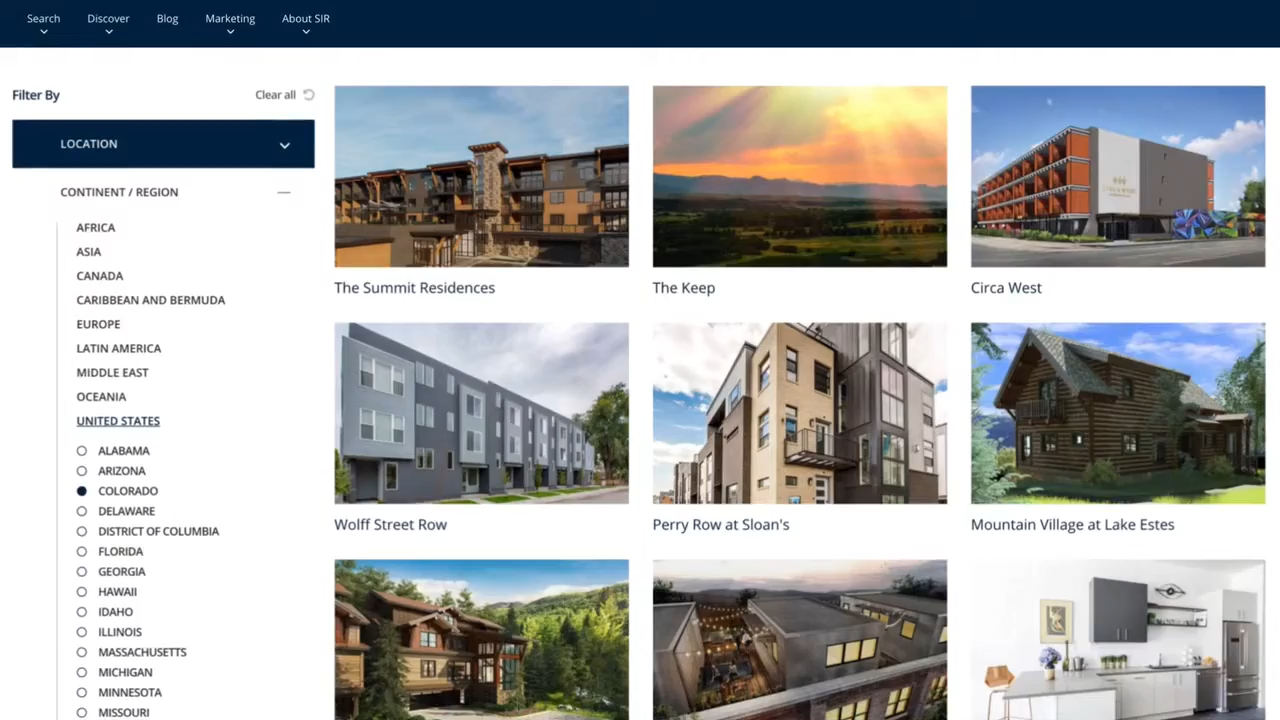 Search
Discover
Blog
Marketing
About SIR
Filter By
Clear all
LOCATION
CONTINENT / REGION
AFRICA
ASIA
CANADA
CARIBBEAN AND BERMUDA
EUROPE
LATIN AMERICA
MIDDLE EAST
OCEANIA
UNITED STATES
ALABAMA
ARIZONA
COLORADO
DELAWARE
DISTRICT OF COLUMBIA
FLORIDA
GEORGIA
HAWAII
IDAHO
ILLINOIS
MASSACHUSETTS
MICHIGAN
MINNESOTA
MISSOURI
The Summit Residences
The Keep
Circa West
Wolff Street Row
Perry Row at Sloan's
Mountain Village at Lake Estes